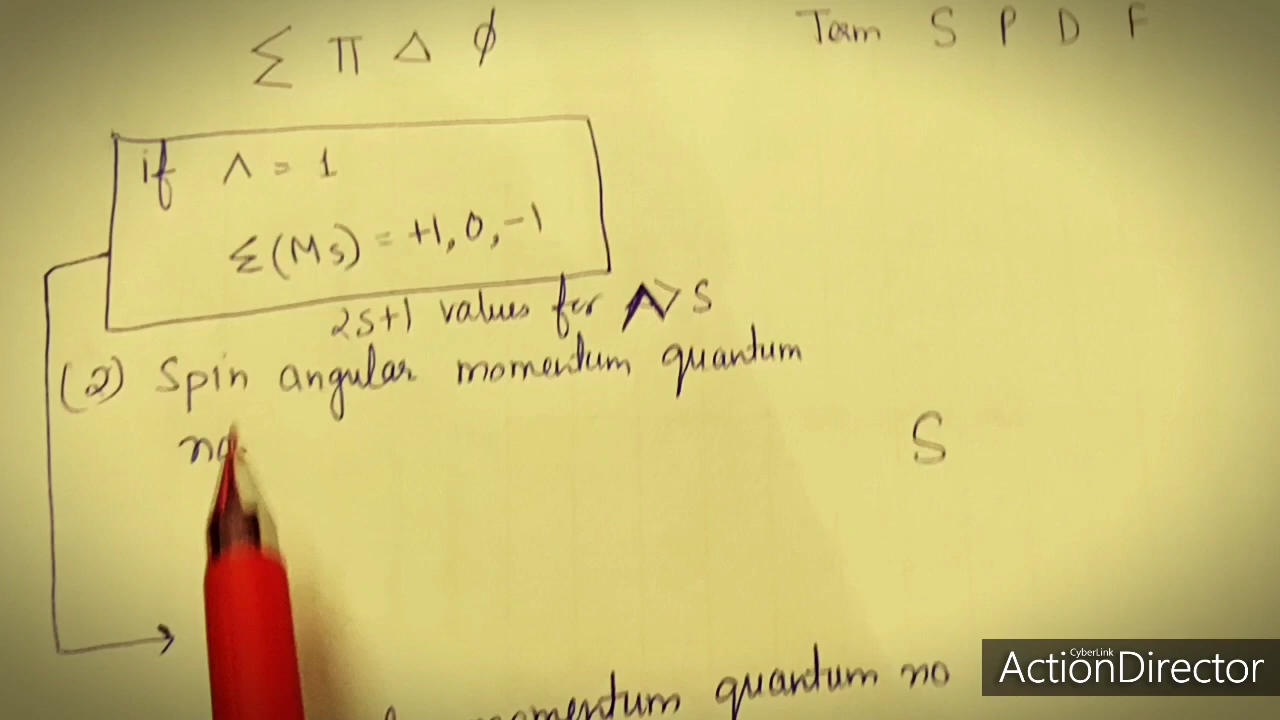 Σ Π Δ φ
Term S P D F
if Λ = 1
Σ(Ms) = +1, 0, -1
2S+1 values for Λ > S
(2) Spin angular momentum quantum
no.
S
momentum quantum no
CyberLink
ActionDirector